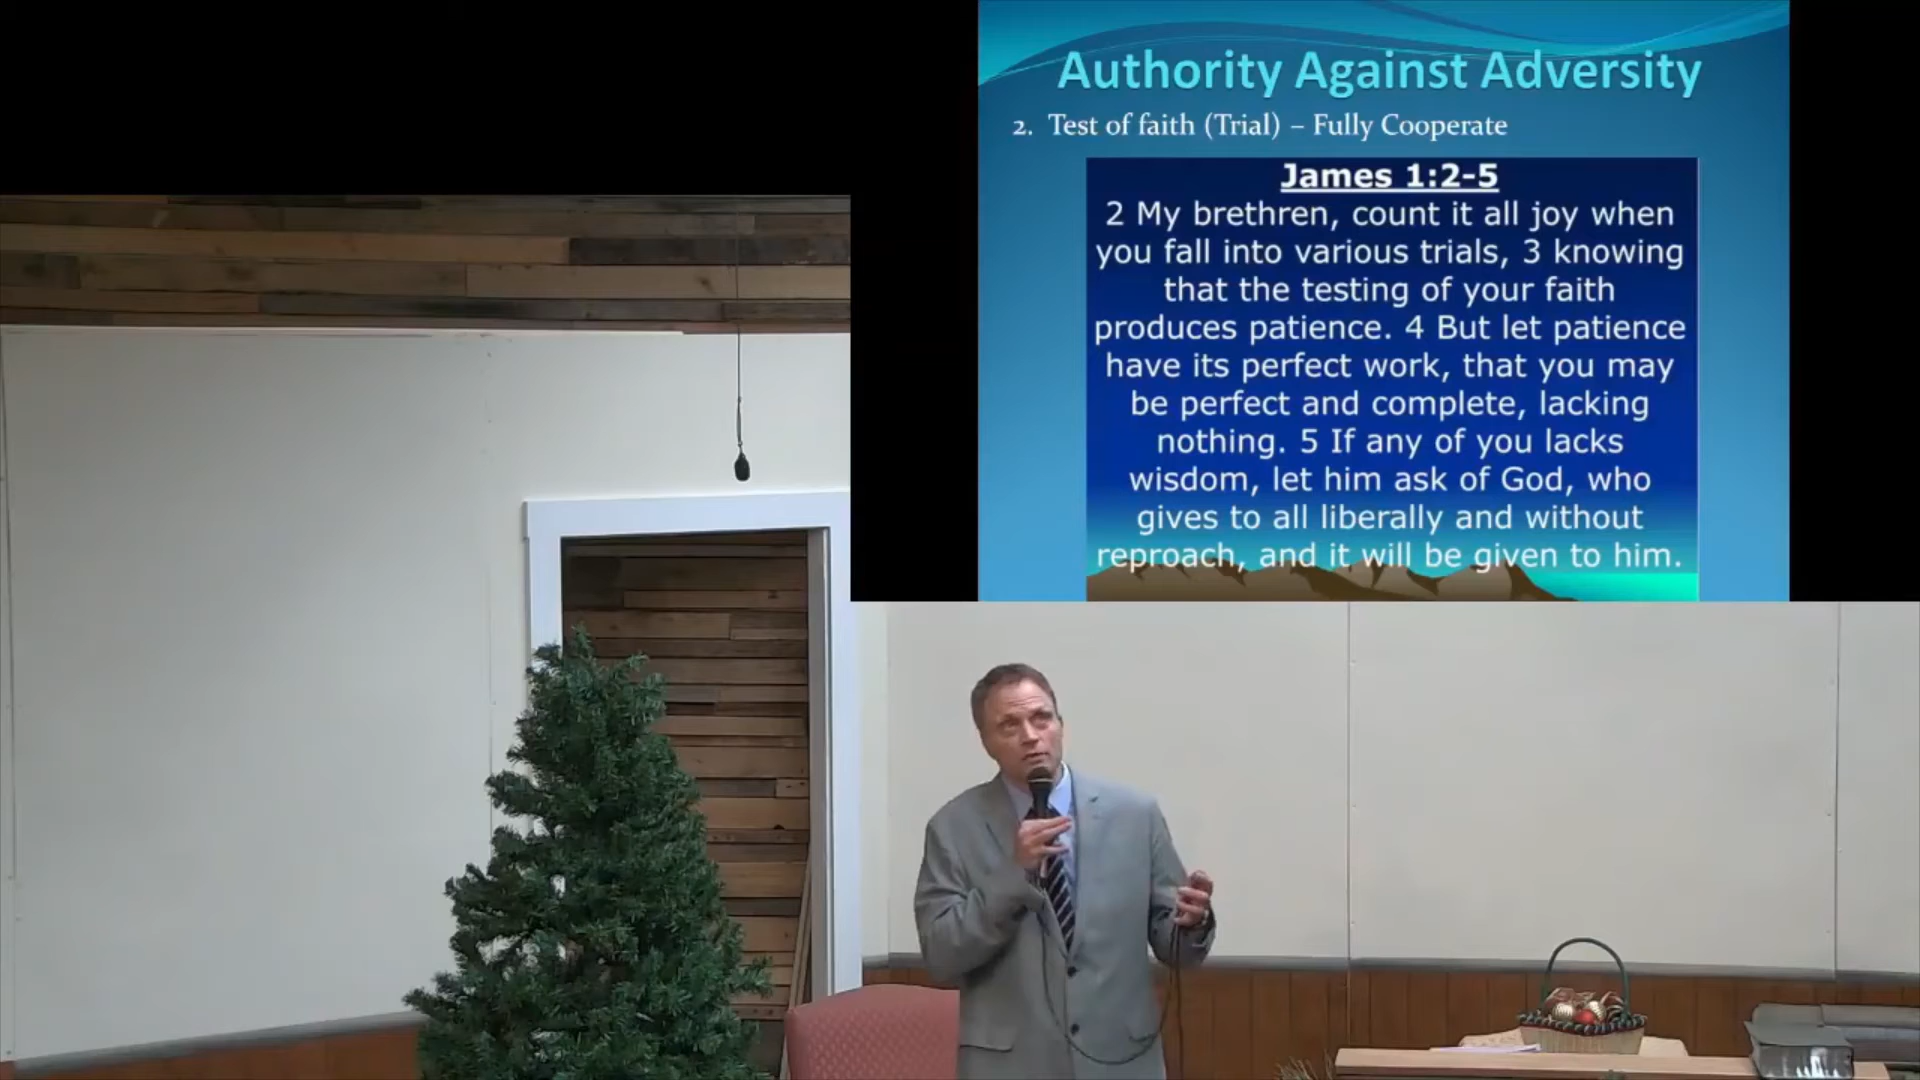 Authority Against Adversity
2. Test of faith (Trial) – Fully Cooperate
James 1:2-5
2 My brethren, count it all joy when
you fall into various trials, 3 knowing
that the testing of your faith
produces patience. 4 But let patience
have its perfect work, that you may
be perfect and complete, lacking
nothing. 5 If any of you lacks
wisdom, let him ask of God, who
gives to all liberally and without
reproach, and it will be given to him.